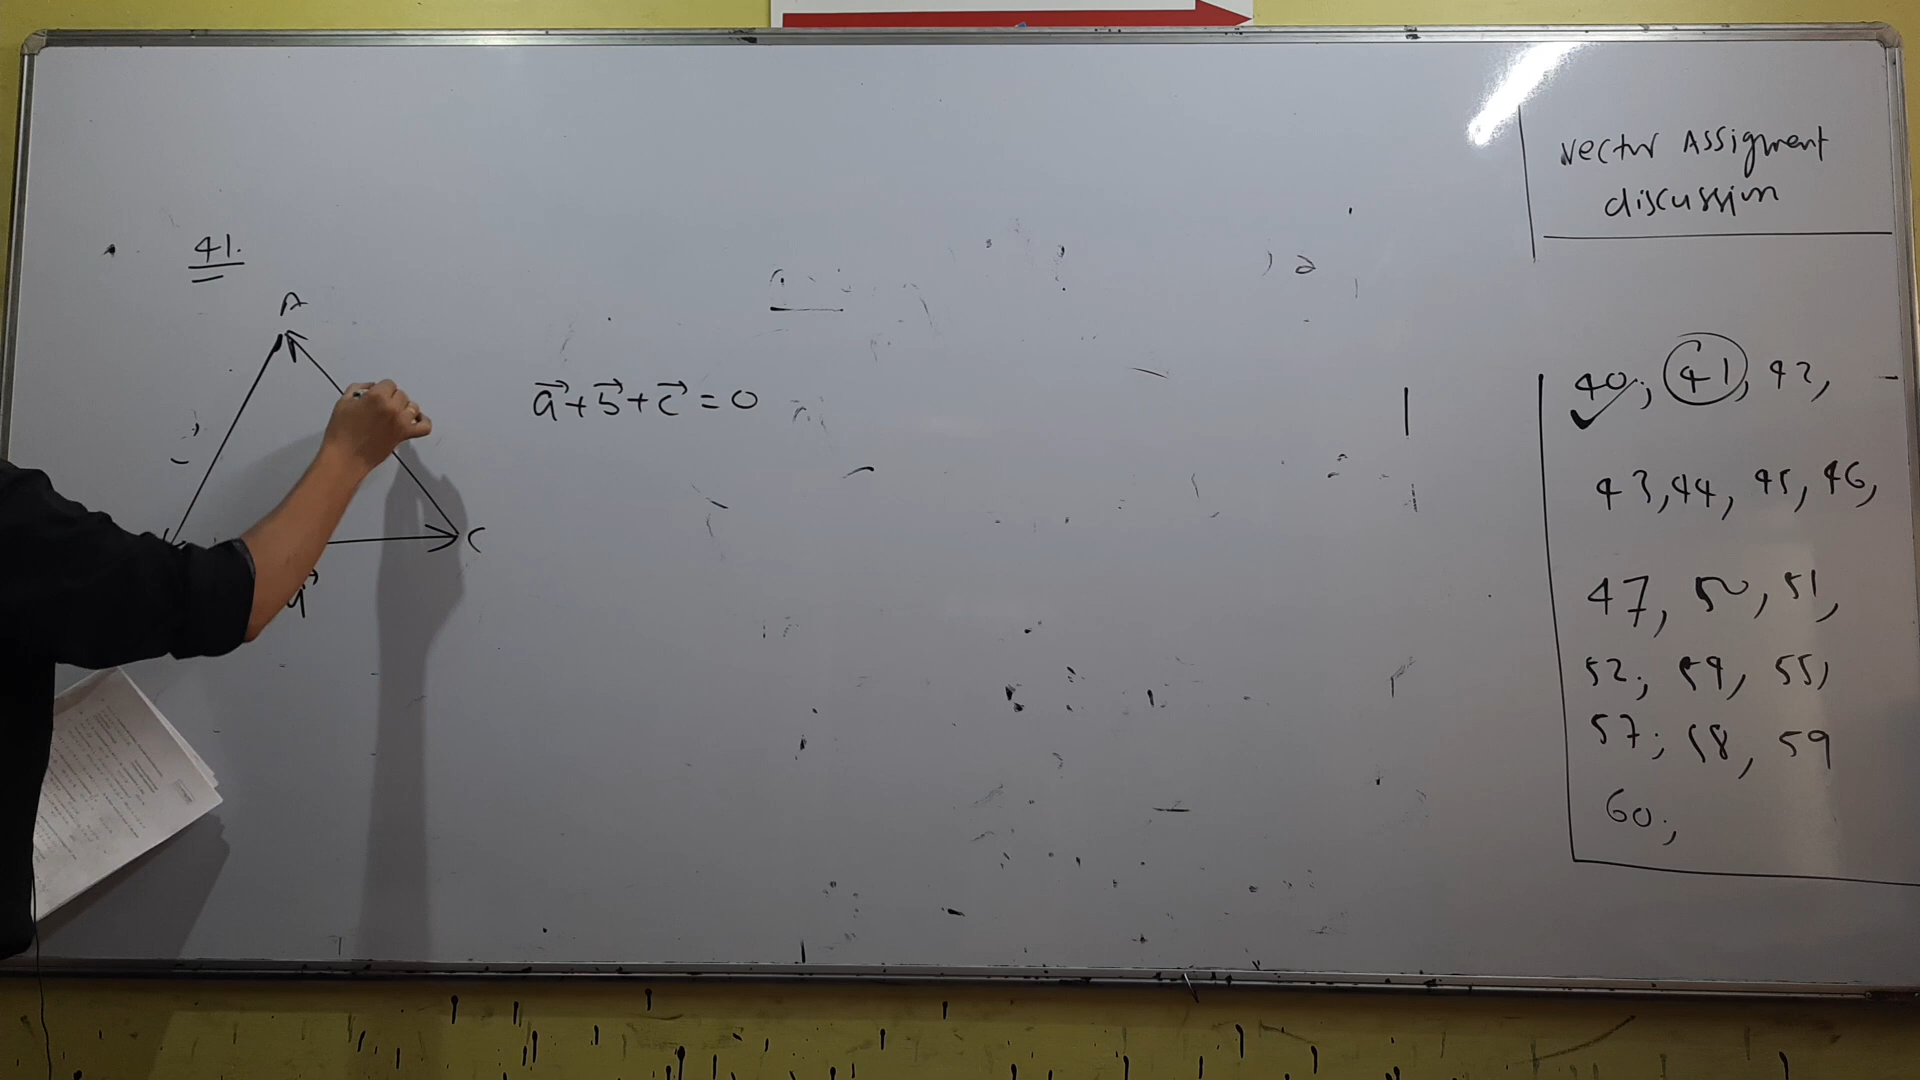 vector Assigment
discussion
41.
A
a⃗+b⃗+c⃗=0
C
a⃗
40, 41, 42,
43, 44, 45, 46,
47, 50, 51,
52, 54, 55,
57, 58, 59
60,